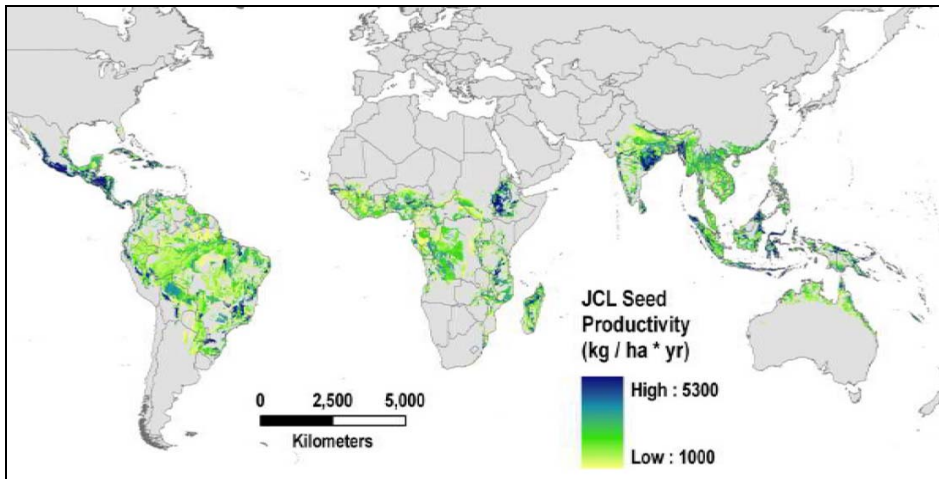 JCL Seed
Productivity
(kg / ha * yr)
High : 5300
Low : 1000
0 2,500 5,000
Kilometers